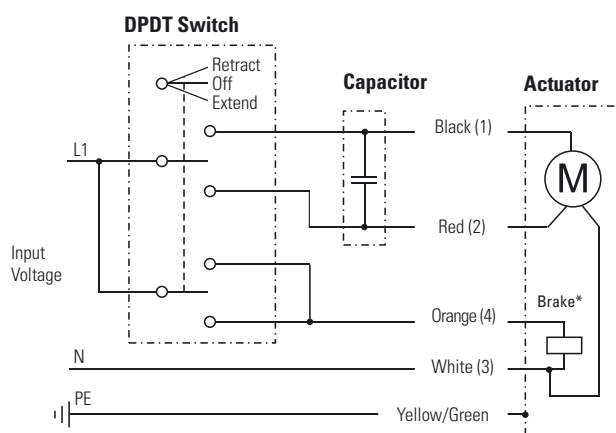 DPDT Switch
Retract
Off
Extend
Capacitor
Actuator
L1
Black (1)
M
Red (2)
Input
Voltage
Brake*
Orange (4)
N
White (3)
PE
Yellow/Green